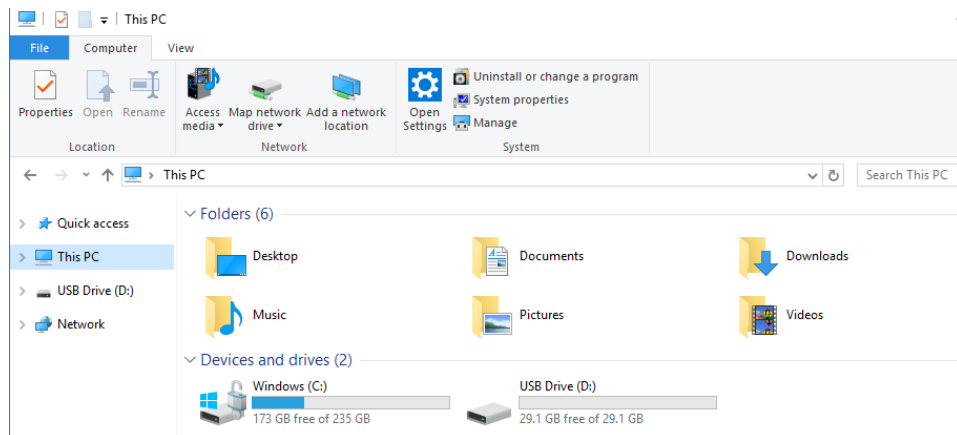 This PC
File Computer View
Properties Open Rename Access media Map network drive Add a network location Open Settings Uninstall or change a program
System properties
Manage
Location Network System
This PC Search This PC
Quick access
This PC
USB Drive (D:)
Network
Folders (6)
Desktop Documents Downloads
Music Pictures Videos
Devices and drives (2)
Windows (C:) USB Drive (D:)
173 GB free of 235 GB 29.1 GB free of 29.1 GB